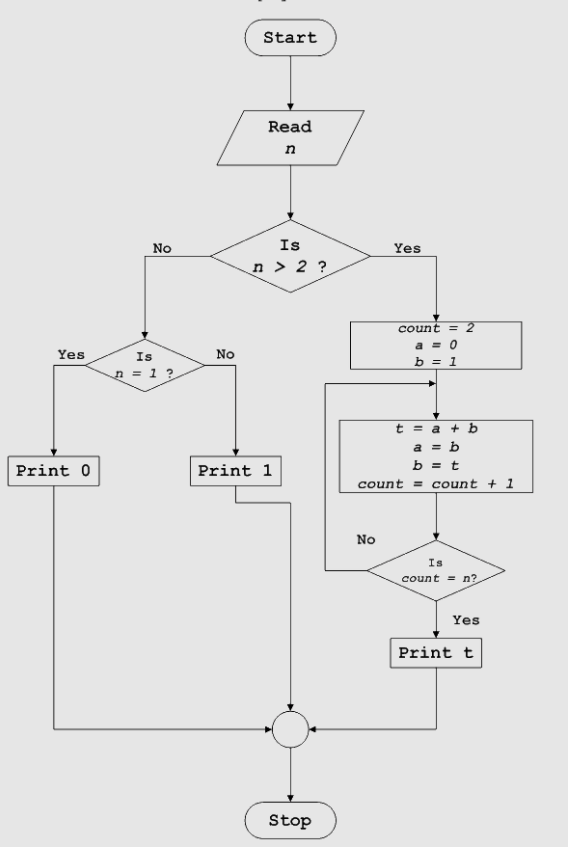 Start
Read
n
Is
n > 2 ?
No
Yes
count = 2
a = 0
b = 1
Yes
Is
n = 1 ?
No
t = a + b
a = b
b = t
count = count + 1
Print 0
Print 1
No
Is
count = n?
Yes
Print t
Stop